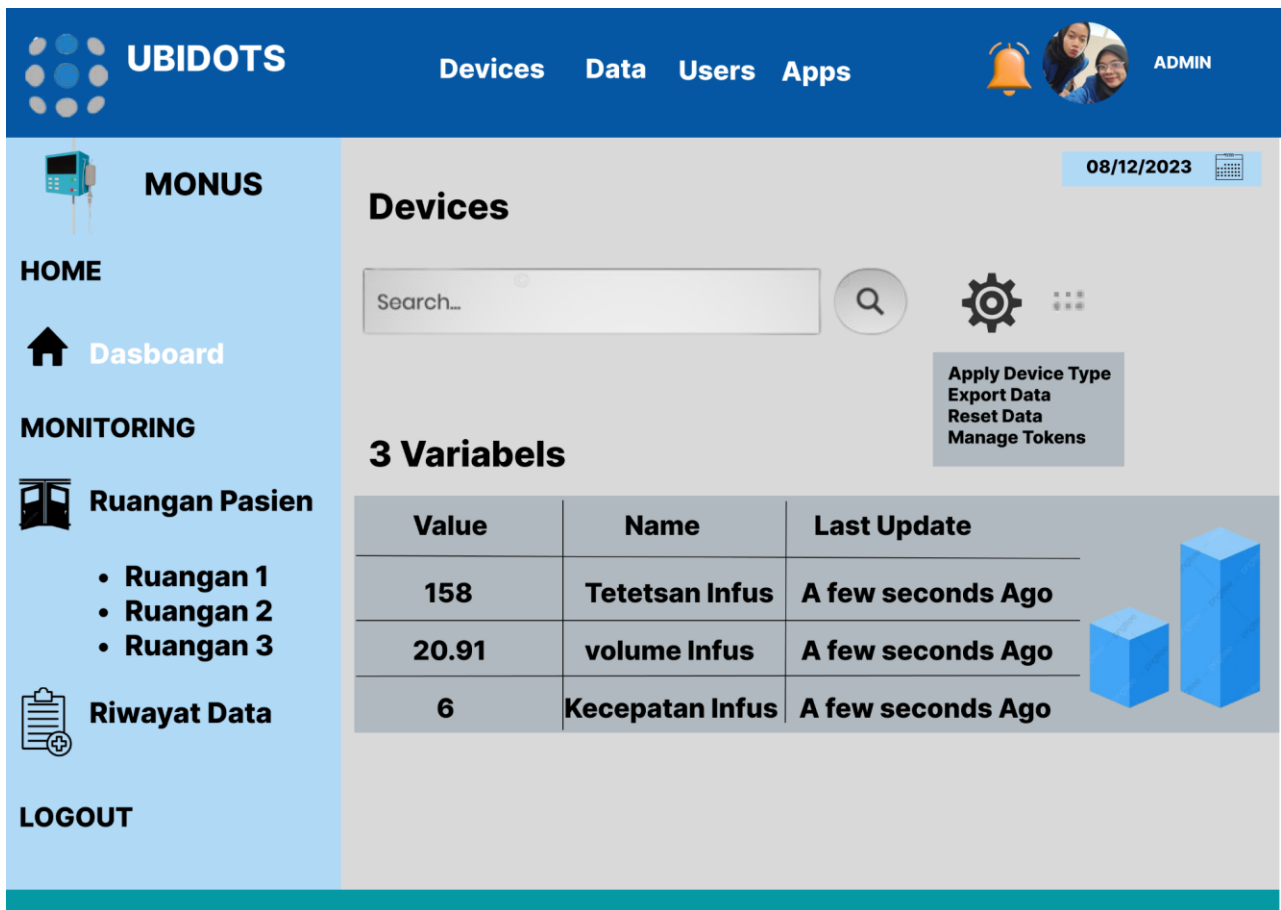 UBIDOTS
Devices Data Users Apps
ADMIN
MONUS
08/12/2023
Devices
HOME
Search...
Dasboard
Apply Device Type
Export Data
Reset Data
Manage Tokens
MONITORING
3 Variabels
Ruangan Pasien
Value Name Last Update
• Ruangan 1
• Ruangan 2
• Ruangan 3
158 Tetetsan Infus A few seconds Ago
20.91 volume Infus A few seconds Ago
6 Kecepatan Infus A few seconds Ago
Riwayat Data
LOGOUT